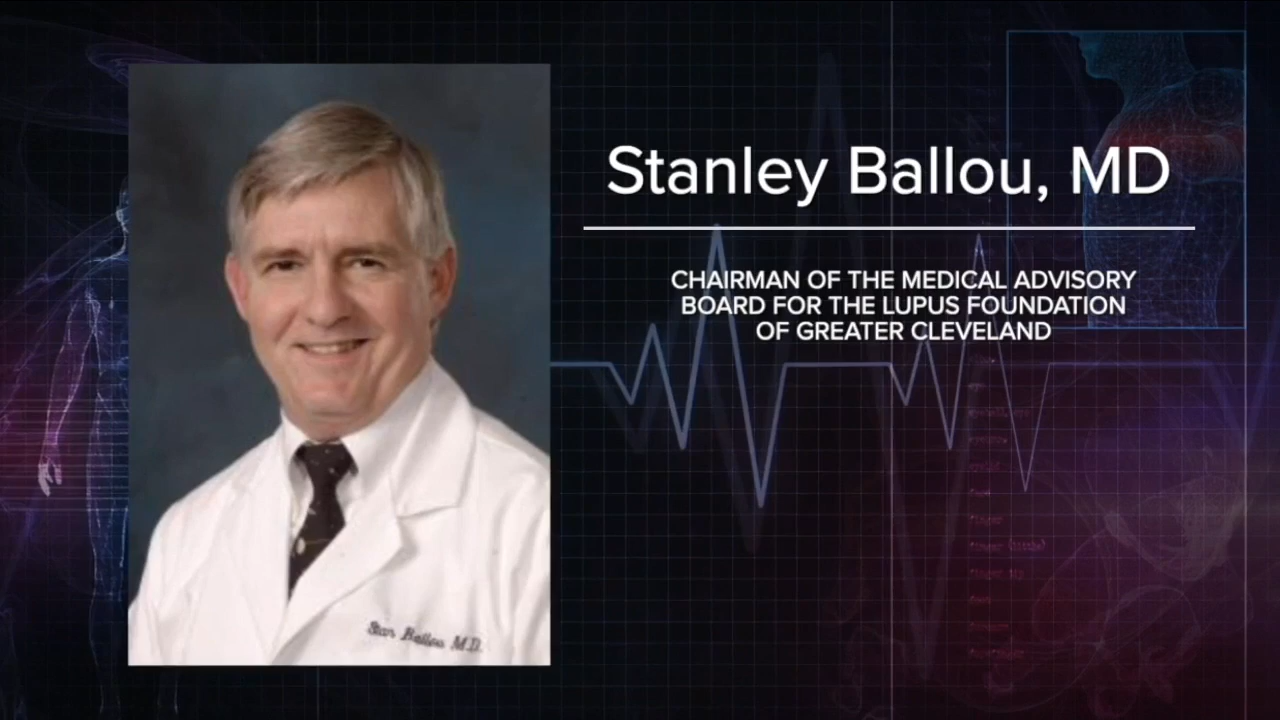 Stanley Ballou, MD
CHAIRMAN OF THE MEDICAL ADVISORY
BOARD FOR THE LUPUS FOUNDATION
OF GREATER CLEVELAND
Stan Ballou M.D.